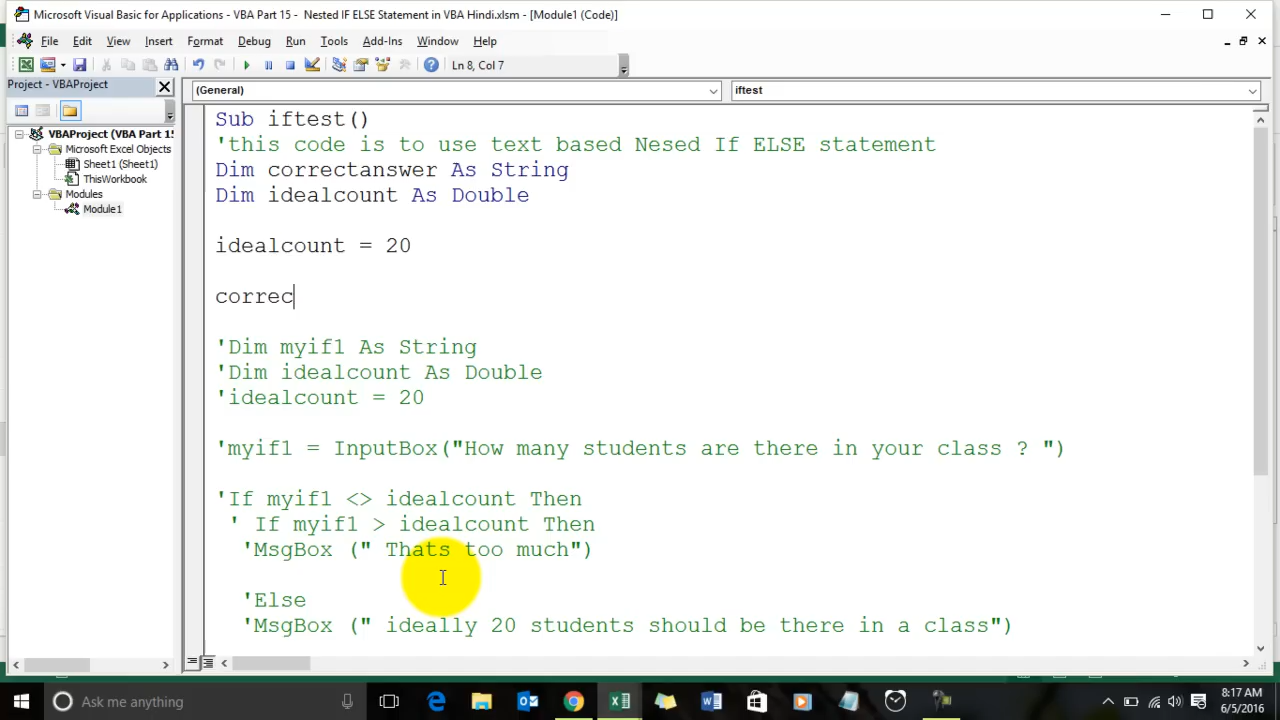 Microsoft Visual Basic for Applications - VBA Part 15 - Nested IF ELSE Statement in VBA Hindi.xlsm - [Module1 (Code)]
File Edit View Insert Format Debug Run Tools Add-Ins Window Help
Ln 8, Col 7
Project - VBAProject
(General) iftest
VBAProject (VBA Part 15
Microsoft Excel Objects
Sheet1 (Sheet1)
ThisWorkbook
Modules
Module1
Sub iftest()
'this code is to use text based Nesed If ELSE statement
Dim correctanswer As String
Dim idealcount As Double
idealcount = 20
correc
'Dim myif1 As String
'Dim idealcount As Double
'idealcount = 20
'myif1 = InputBox("How many students are there in your class ? ")
'If myif1 <> idealcount Then
' If myif1 > idealcount Then
'MsgBox (" Thats too much")
'Else
'MsgBox (" ideally 20 students should be there in a class")
Ask me anything
8:17 AM
6/5/2016